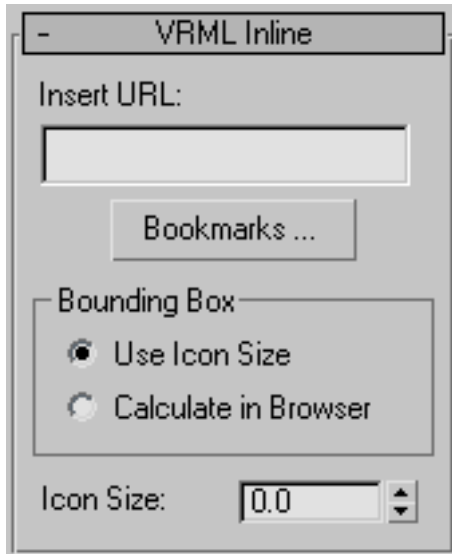 - VRML Inline
Insert URL:
Bookmarks ...
Bounding Box
Use Icon Size
Calculate in Browser
Icon Size: 0.0